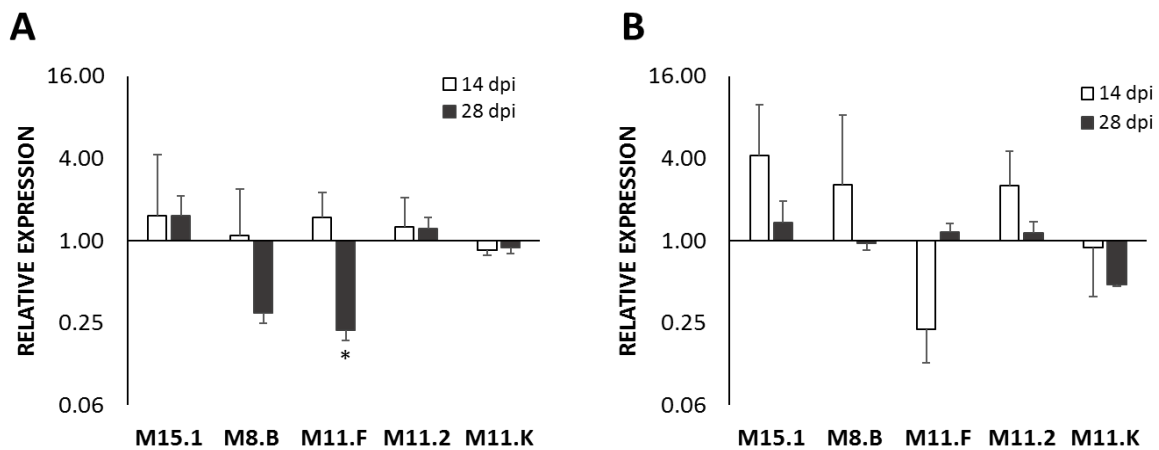 A
RELATIVE EXPRESSION
16.00
4.00
1.00
0.25
0.06
14 dpi
28 dpi
*
M15.1 M8.B M11.F M11.2 M11.K
B
RELATIVE EXPRESSION
16.00
4.00
1.00
0.25
0.06
14 dpi
28 dpi
M15.1 M8.B M11.F M11.2 M11.K